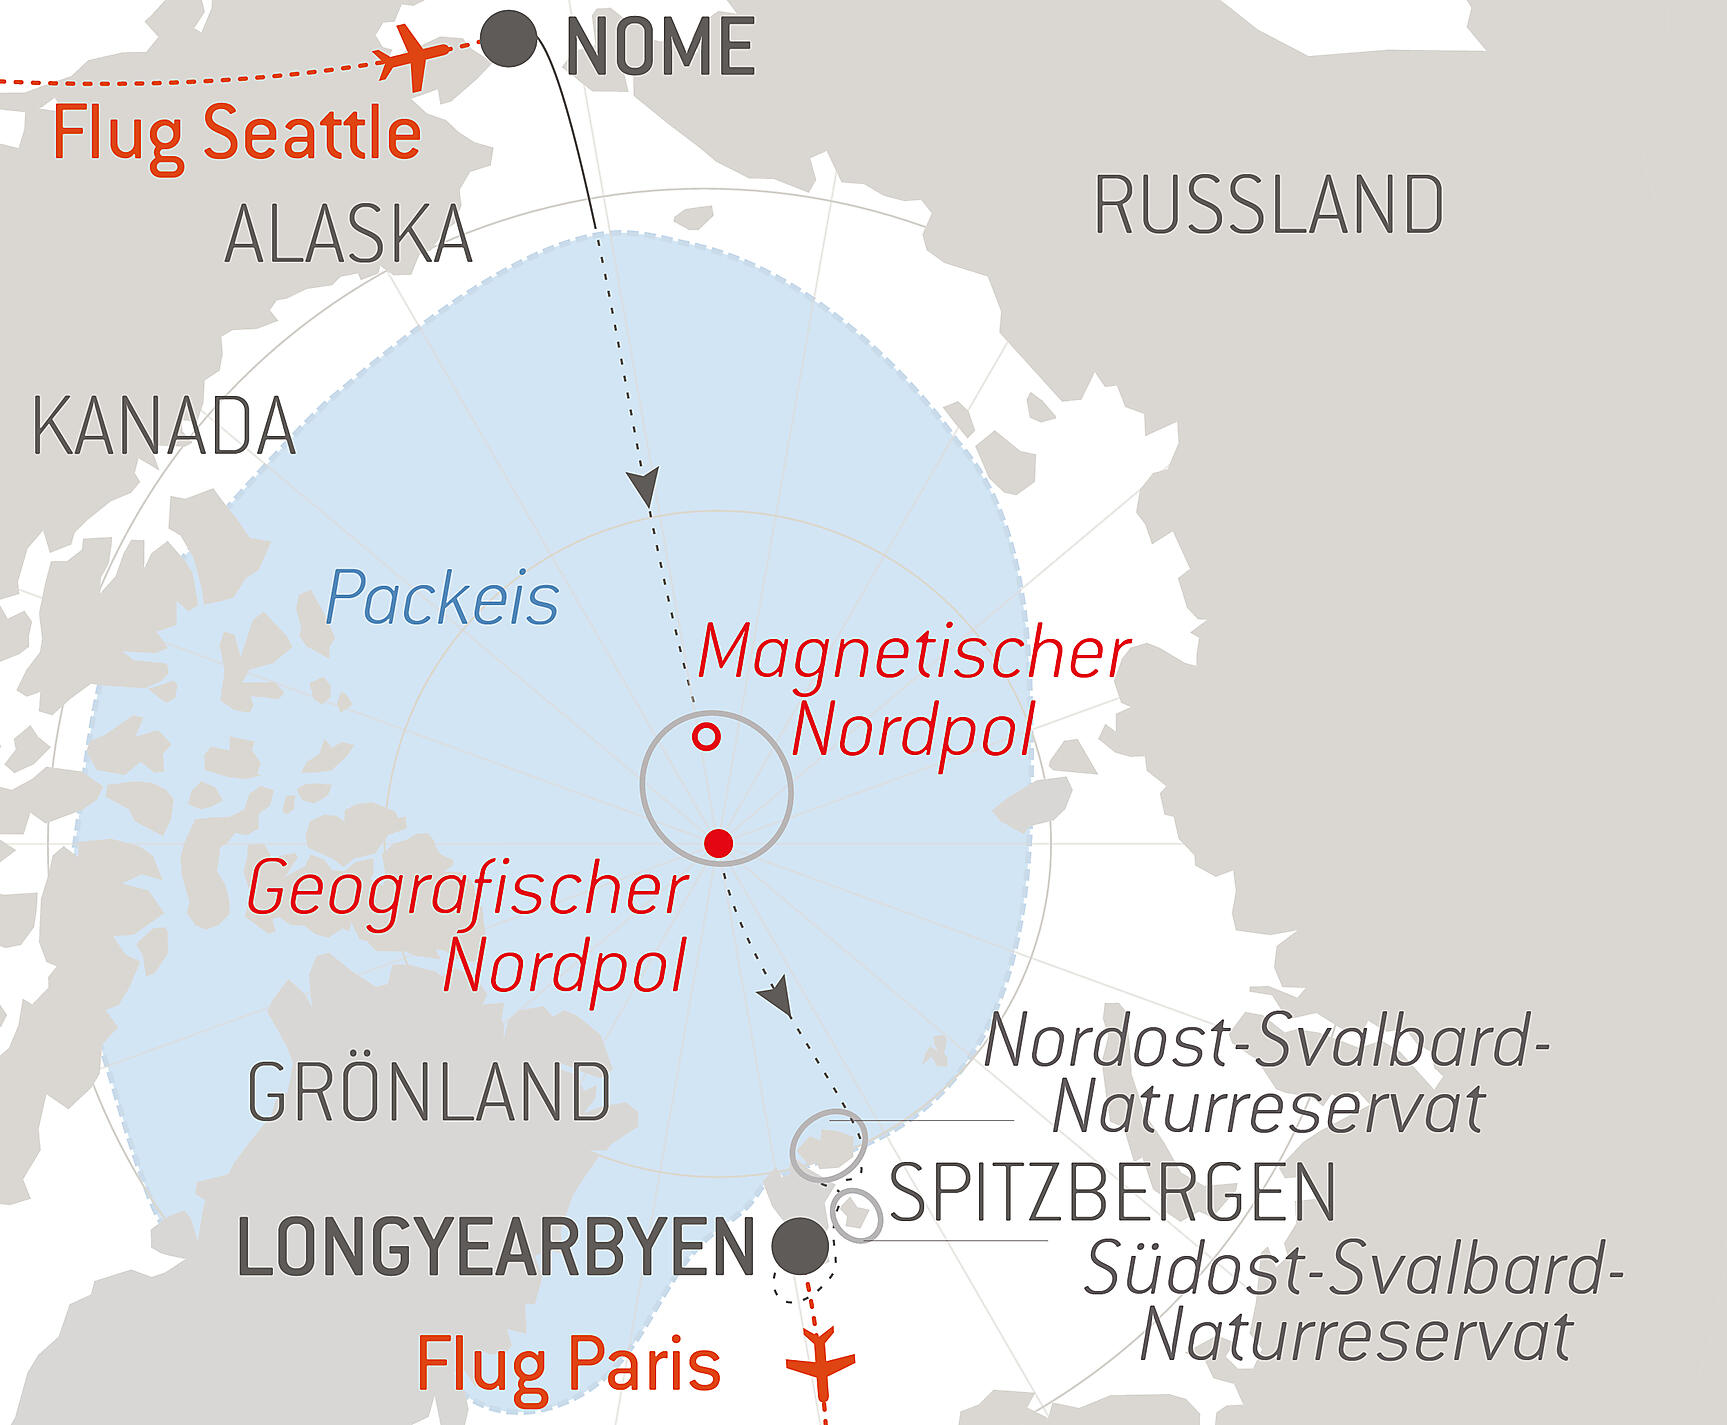 NOME
Flug Seattle
ALASKA
RUSSLAND
KANADA
Packeis
Magnetischer
Nordpol
Geografischer
Nordpol
GRÖNLAND
Nordost-Svalbard-
Naturreservat
SPITZBERGEN
LONGYEARBYEN
Südost-Svalbard-
Naturreservat
Flug Paris